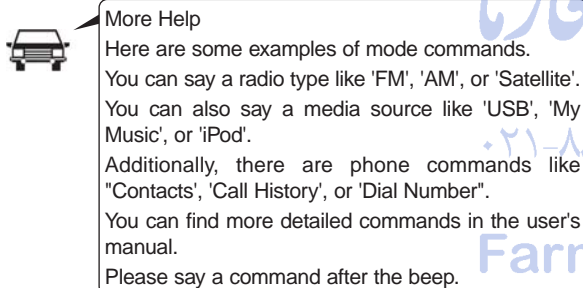 More Help
Here are some examples of mode commands.
You can say a radio type like 'FM', 'AM', or 'Satellite'.
You can also say a media source like 'USB', 'My
Music', or 'iPod'.
Additionally, there are phone commands like
"Contacts', 'Call History', or 'Dial Number".
You can find more detailed commands in the user's
manual.
Please say a command after the beep.